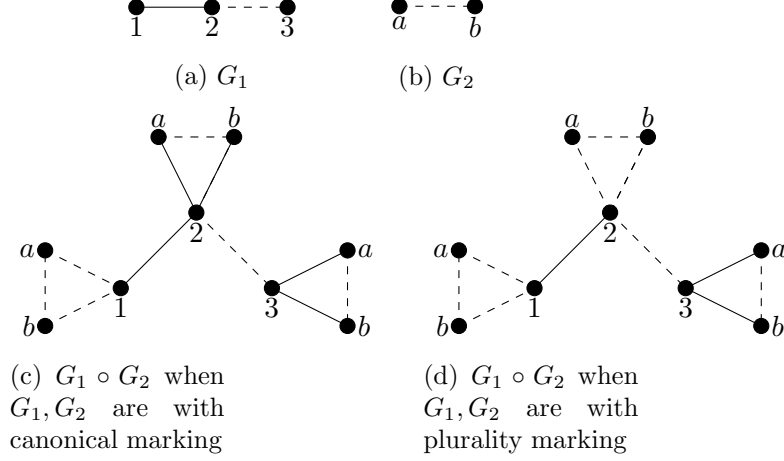 1 2 3 a b
(a) G₁ (b) G₂
a b
2
a 1 b
3 a b
(c) G₁ ∘ G₂ when
G₁, G₂ are with
canonical marking
a b
2
a 1 b
3 a b
(d) G₁ ∘ G₂ when
G₁, G₂ are with
plurality marking